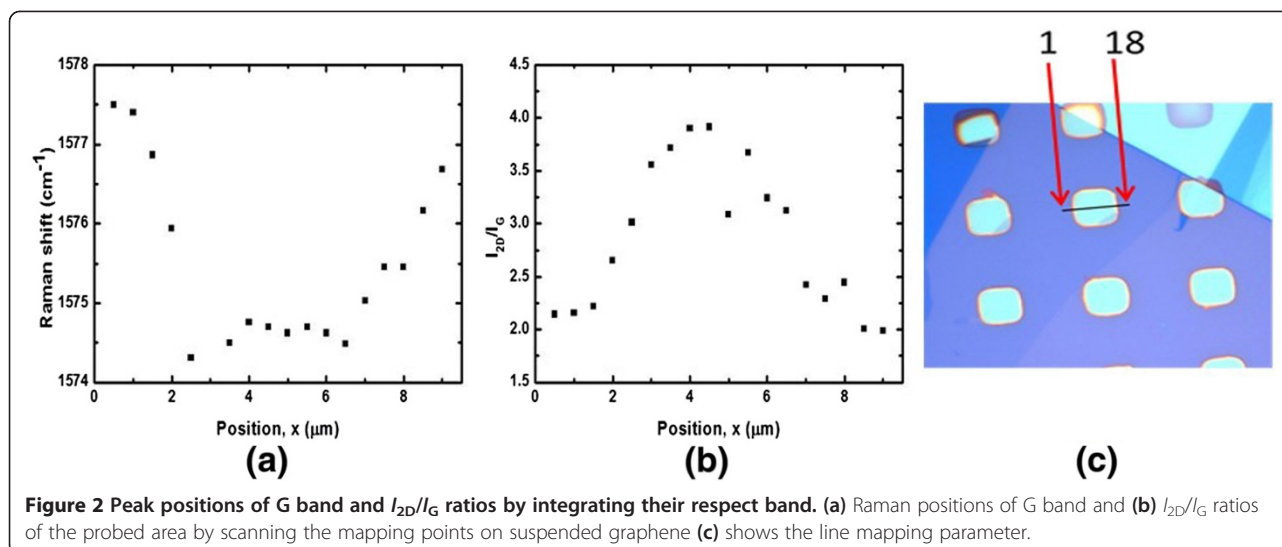 1 18
1578
1577
1576
1575
1574
Raman shift (cm⁻¹)
0 2 4 6 8
Position, x (μm)
(a)
4.5
4.0
3.5
3.0
2.5
2.0
1.5
I2D/IG
0 2 4 6 8
Position, x (μm)
(b)
(c)
Figure 2 Peak positions of G band and I2D/IG ratios by integrating their respect band. (a) Raman positions of G band and (b) I2D/IG ratios
of the probed area by scanning the mapping points on suspended graphene (c) shows the line mapping parameter.